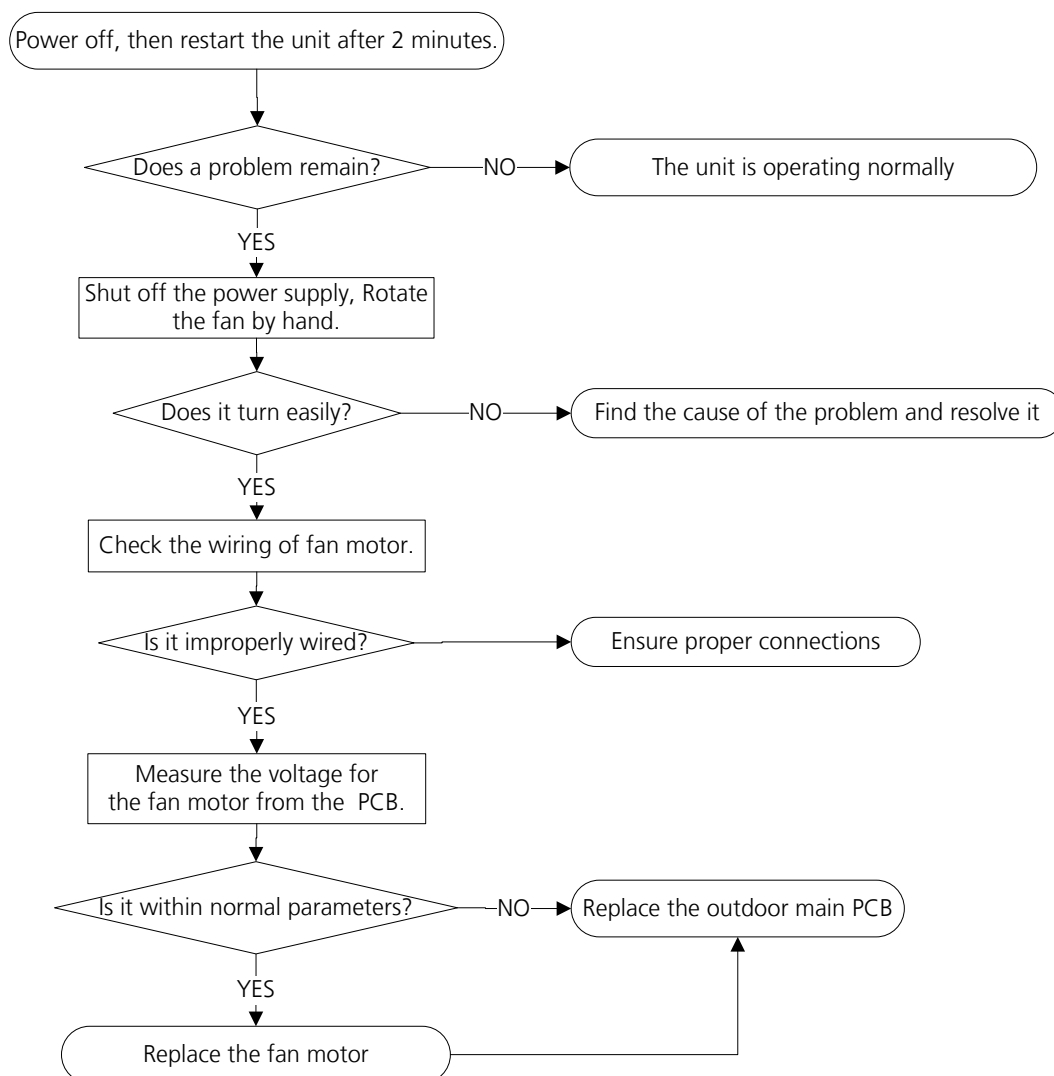 Power off, then restart the unit after 2 minutes.
Does a problem remain?
NO
The unit is operating normally
YES
Shut off the power supply, Rotate
the fan by hand.
Does it turn easily?
NO
Find the cause of the problem and resolve it
YES
Check the wiring of fan motor.
Is it improperly wired?
Ensure proper connections
YES
Measure the voltage for
the fan motor from the PCB.
Is it within normal parameters?
NO
Replace the outdoor main PCB
YES
Replace the fan motor